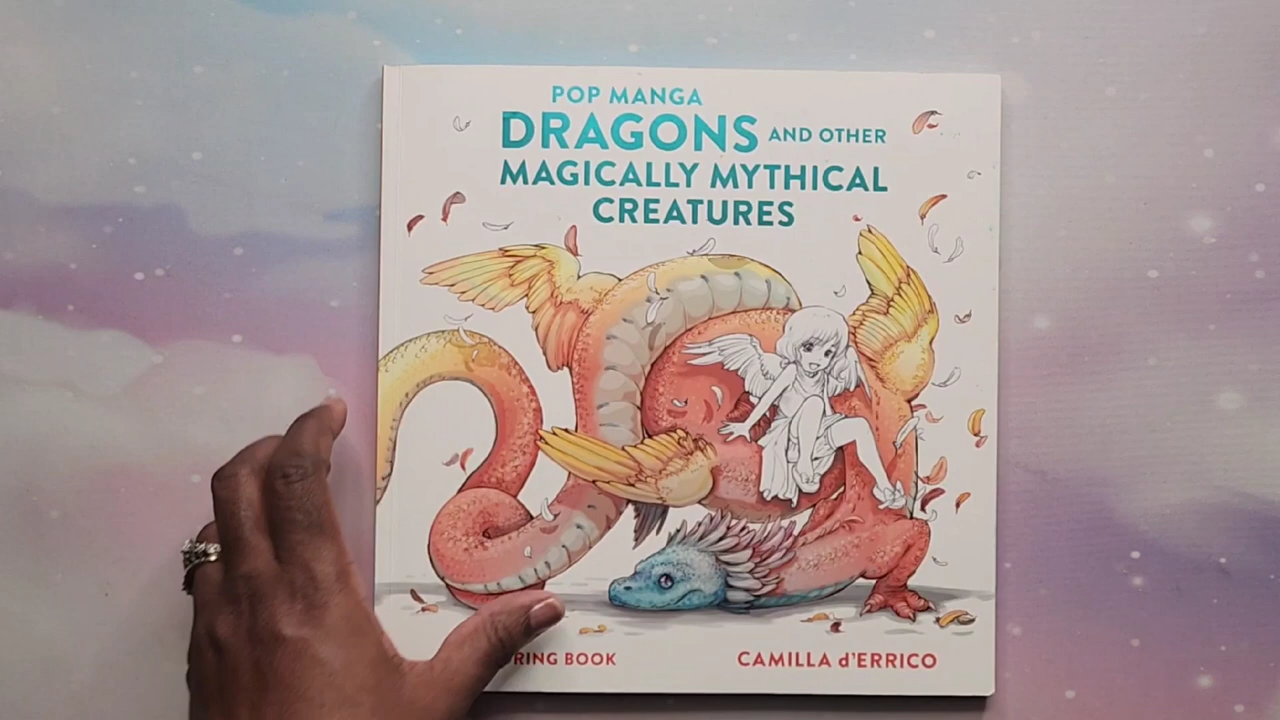 POP MANGA
DRAGONS AND OTHER
MAGICALLY MYTHICAL
CREATURES
RING BOOK
CAMILLA d'ERRICO